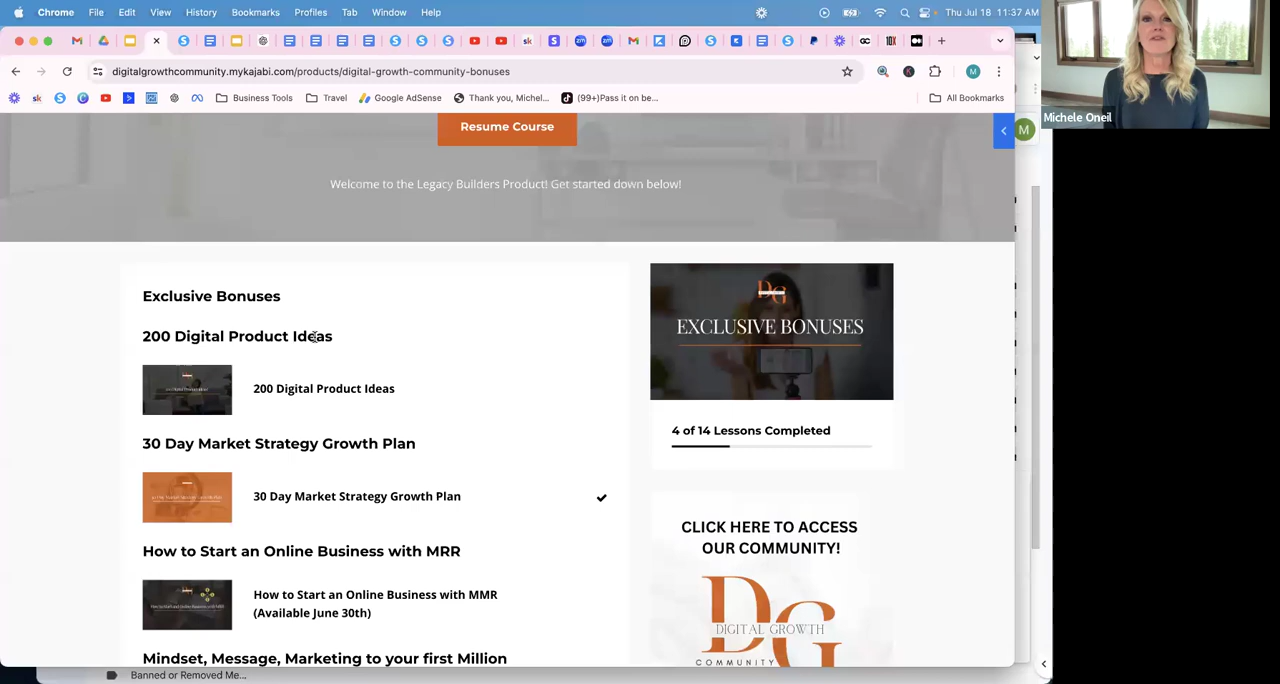 Chrome File Edit View History Bookmarks Profiles Tab Window Help
Thu Jul 18 11:37 AM
digitalgrowthcommunity.mykajabi.com/products/digital-growth-community-bonuses
Business Tools Travel Google AdSense Thank you, Michel... (99+)Pass it on be... All Bookmarks
Michele Oneil
Resume Course
Welcome to the Legacy Builders Product! Get started down below!
Exclusive Bonuses
200 Digital Product Ideas
200 Digital Product Ideas
30 Day Market Strategy Growth Plan
30 Day Market Strategy Growth Plan
How to Start an Online Business with MRR
How to Start an Online Business with MMR
(Available June 30th)
Mindset, Message, Marketing to your first Million
DG
EXCLUSIVE BONUSES
4 of 14 Lessons Completed
CLICK HERE TO ACCESS
OUR COMMUNITY!
DG
DIGITAL GROWTH
COMMUNITY
Banned or Removed Me...